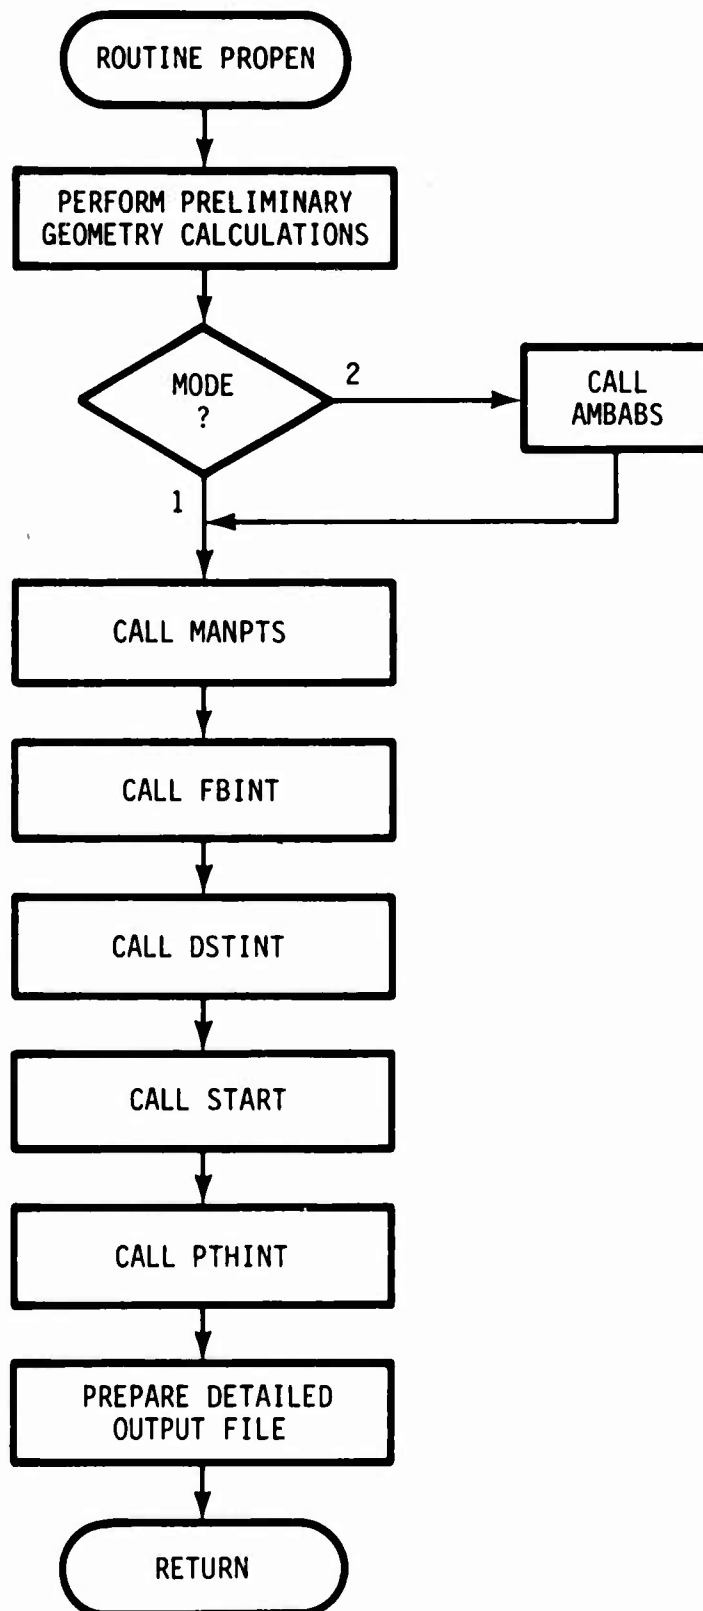 ROUTINE PROPEN
PERFORM PRELIMINARY
GEOMETRY CALCULATIONS
MODE
?
2
CALL
AMBABS
1
CALL MANPTS
CALL FBINT
CALL DSTINT
CALL START
CALL PTHINT
PREPARE DETAILED
OUTPUT FILE
RETURN